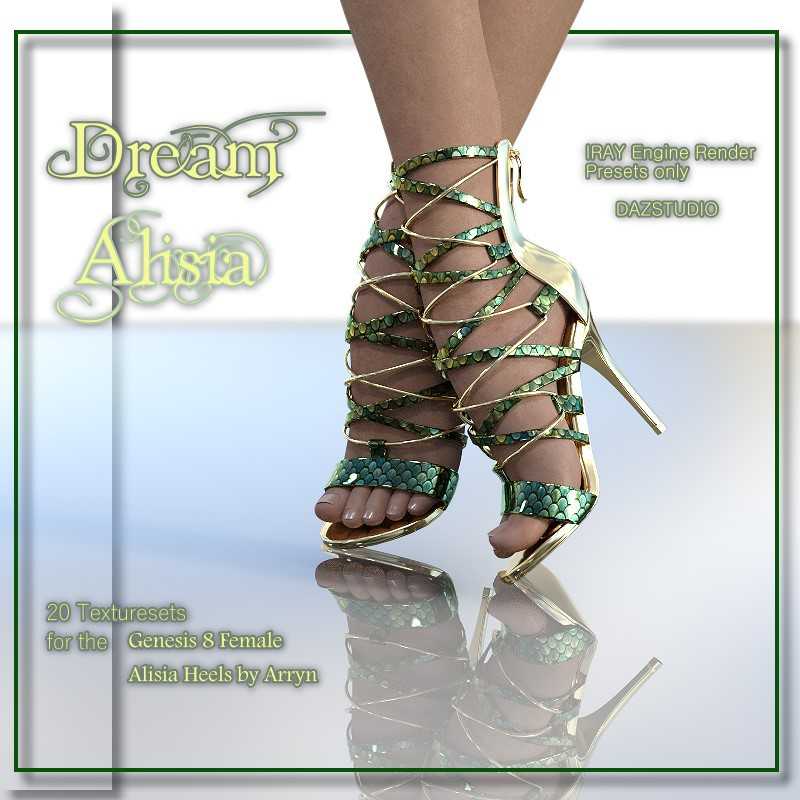 Dream
Alisia
IRAY Engine Render
Presets only
DAZSTUDIO
20 Texturesets
for the Genesis 8 Female
Alisia Heels by Arryn